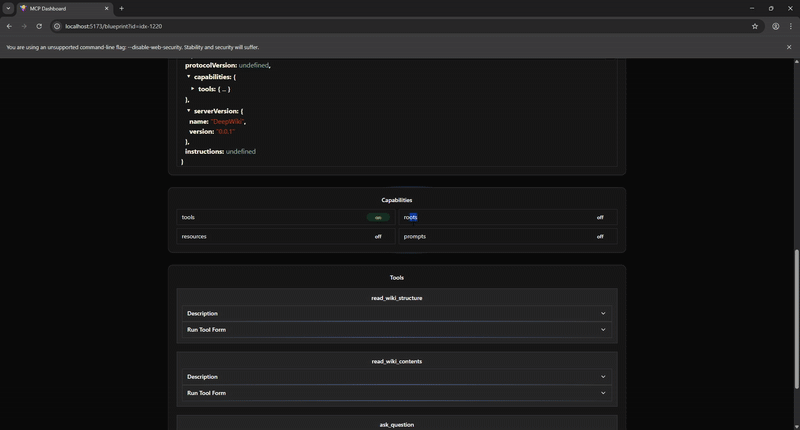 MCP Dashboard
localhost:5173/blueprint?id=idx-1220
You are using an unsupported command-line flag: --disable-web-security. Stability and security will suffer.
protocolVersion: undefined,
capabilities: {
tools: { ... }
},
serverVersion: {
name: "DeepWiki",
version: "0.0.1"
},
instructions: undefined
}
Capabilities
tools on roots off
resources off prompts off
Tools
read_wiki_structure
Description
Run Tool Form
read_wiki_contents
Description
Run Tool Form
ask_question